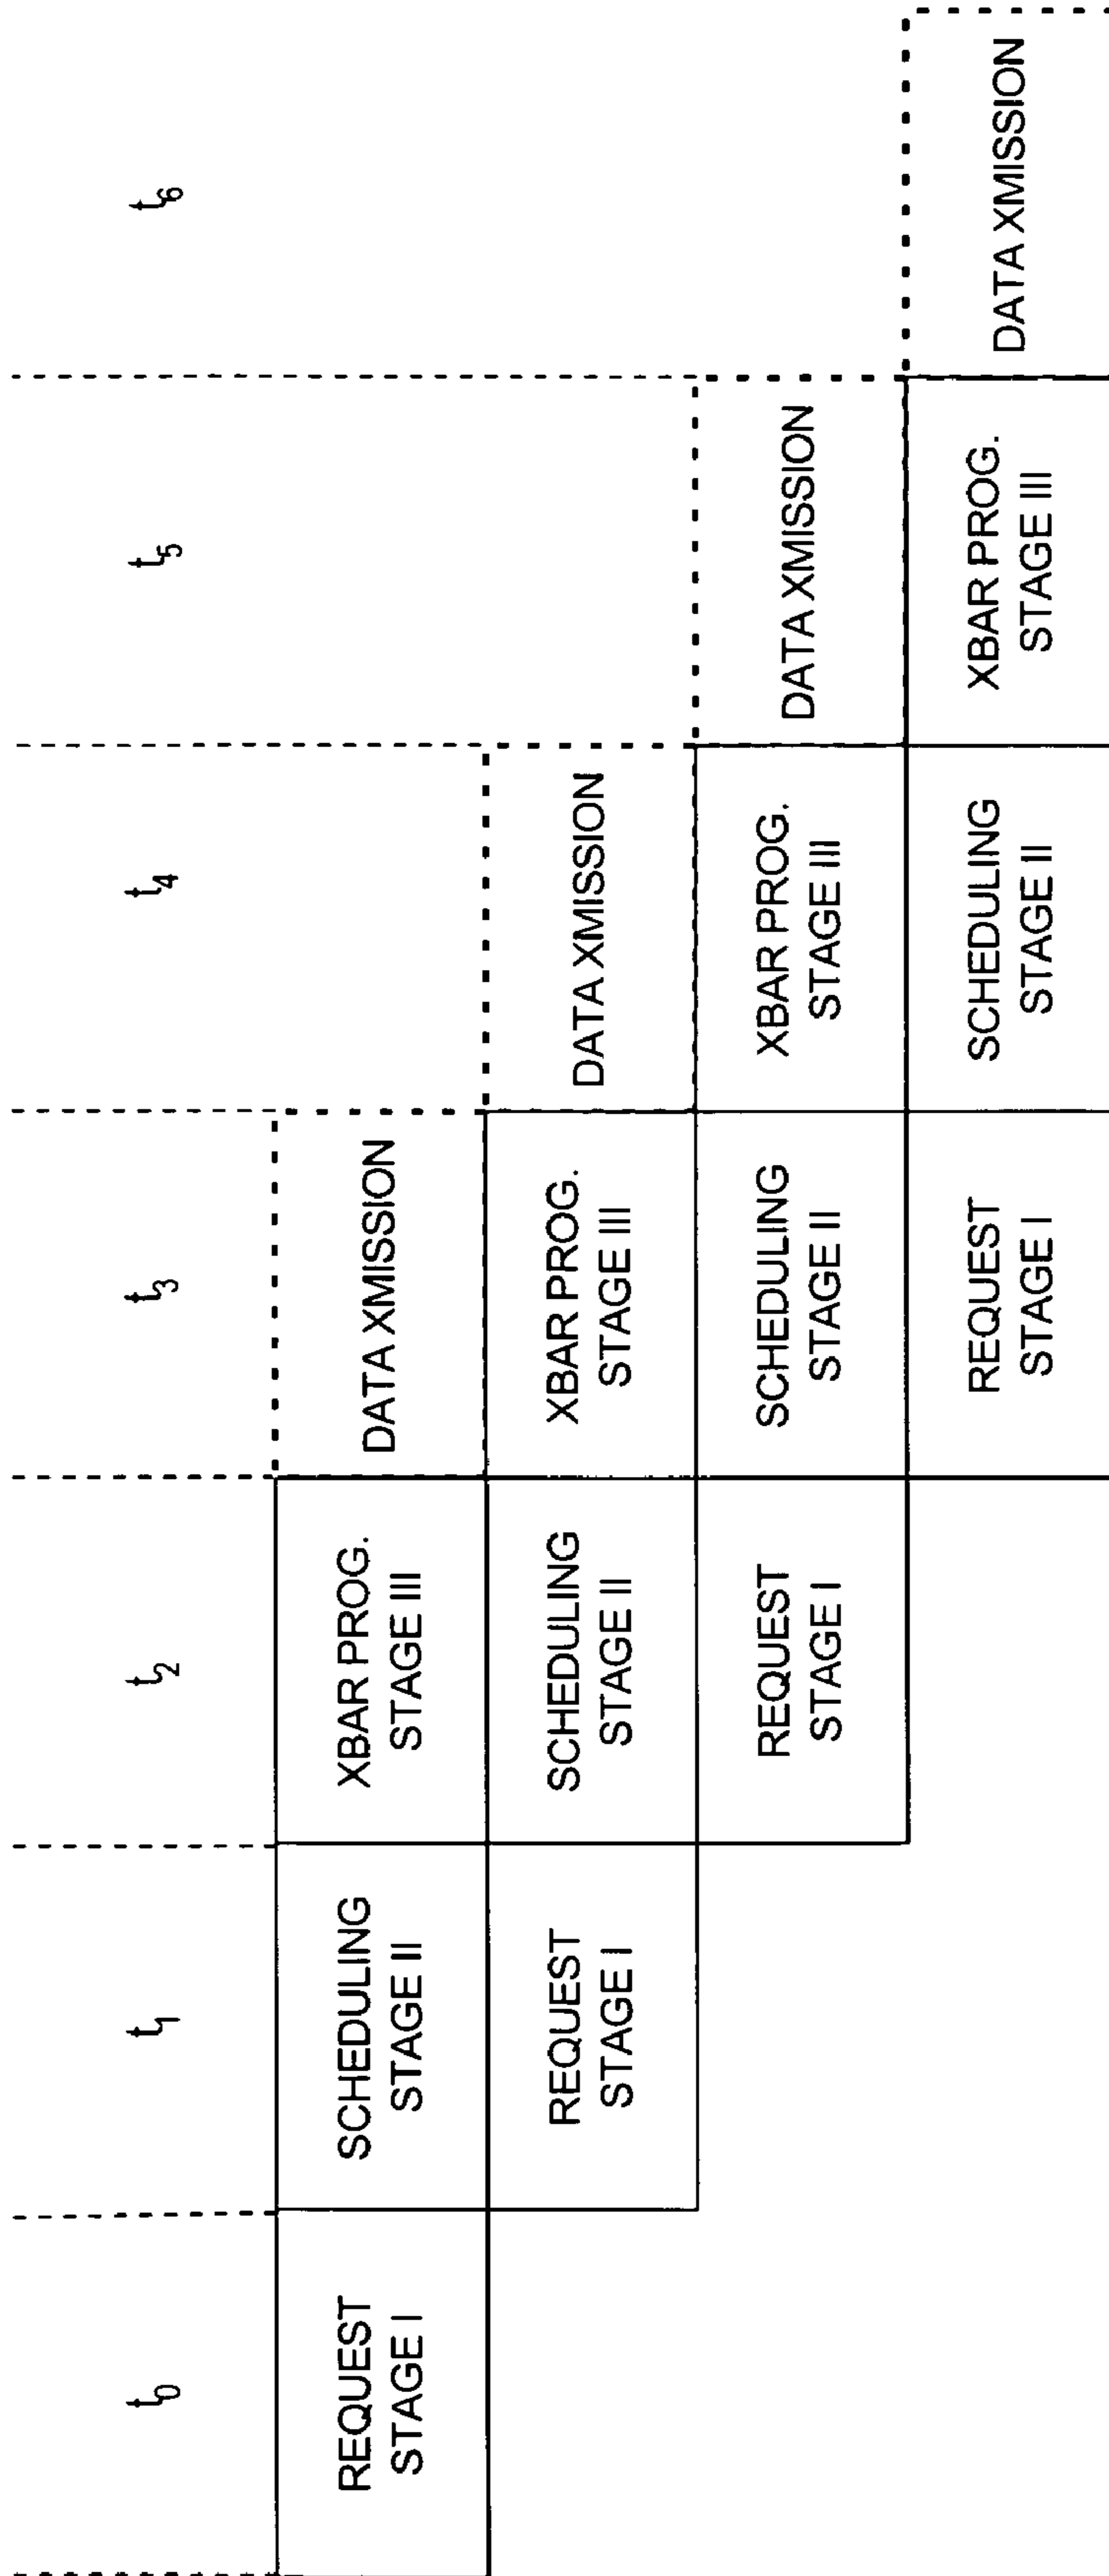 t0
t1
t2
t3
t4
t5
t6
REQUEST
STAGE I
SCHEDULING
STAGE II
XBAR PROG.
STAGE III
DATA XMISSION
REQUEST
STAGE I
SCHEDULING
STAGE II
XBAR PROG.
STAGE III
DATA XMISSION
REQUEST
STAGE I
SCHEDULING
STAGE II
XBAR PROG.
STAGE III
DATA XMISSION
REQUEST
STAGE I
SCHEDULING
STAGE II
XBAR PROG.
STAGE III
DATA XMISSION